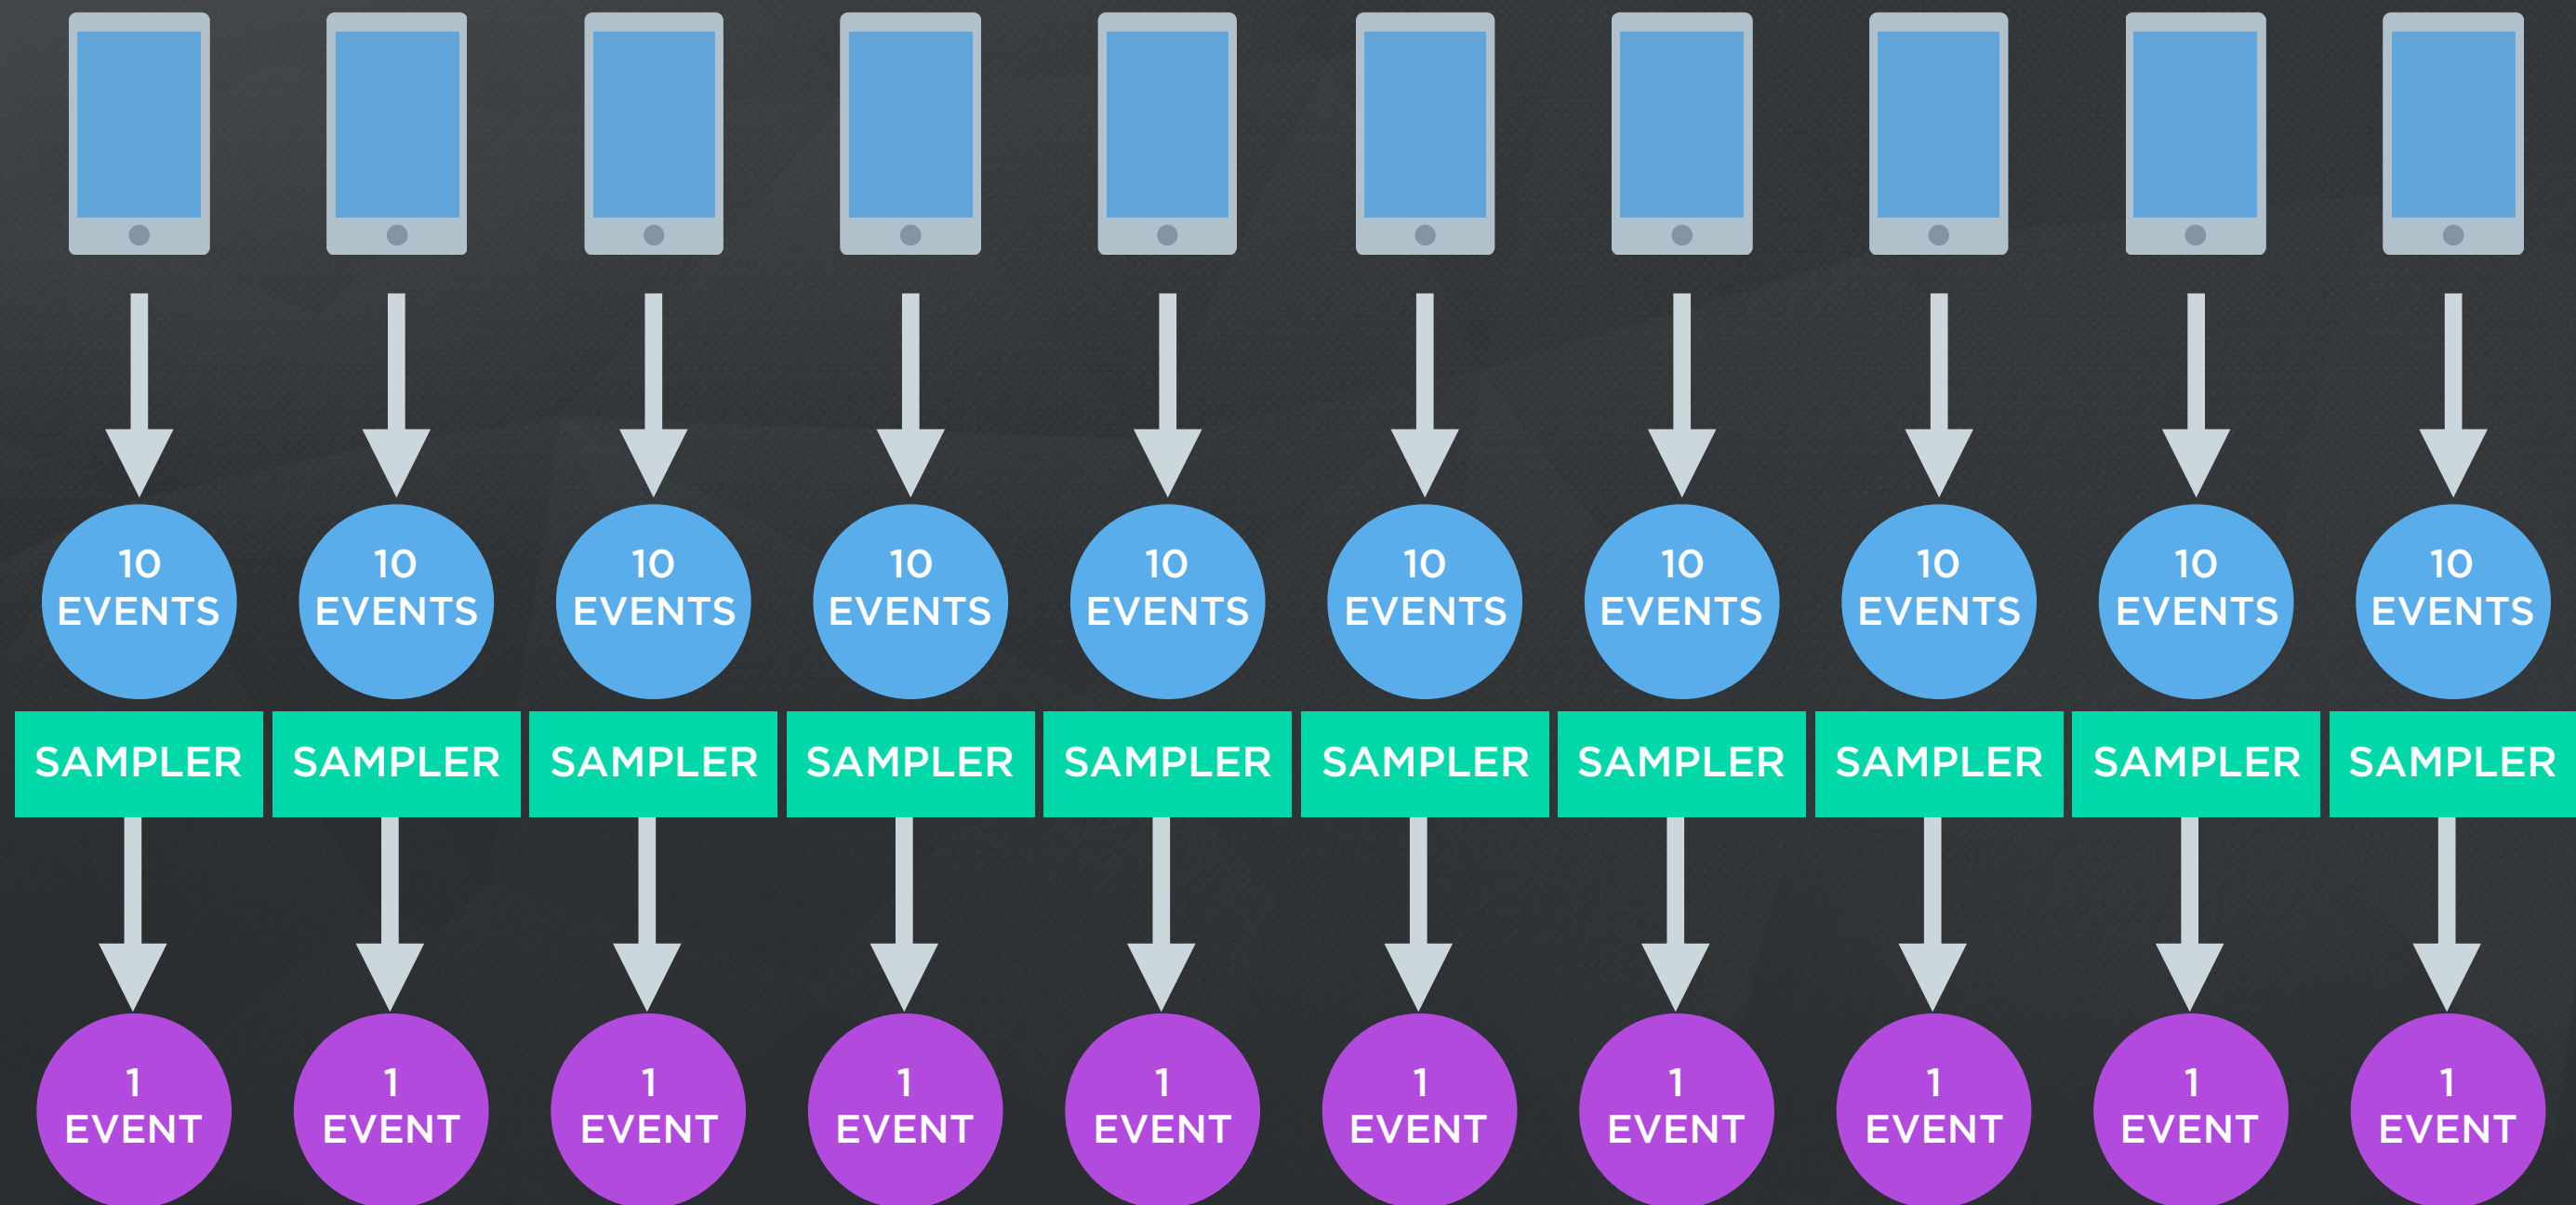 10 10 10 10 10 10 10 10 10 10
EVENTS EVENTS EVENTS EVENTS EVENTS EVENTS EVENTS EVENTS EVENTS EVENTS
SAMPLER SAMPLER SAMPLER SAMPLER SAMPLER SAMPLER SAMPLER SAMPLER SAMPLER SAMPLER
1 1 1 1 1 1 1 1 1 1
EVENT EVENT EVENT EVENT EVENT EVENT EVENT EVENT EVENT EVENT